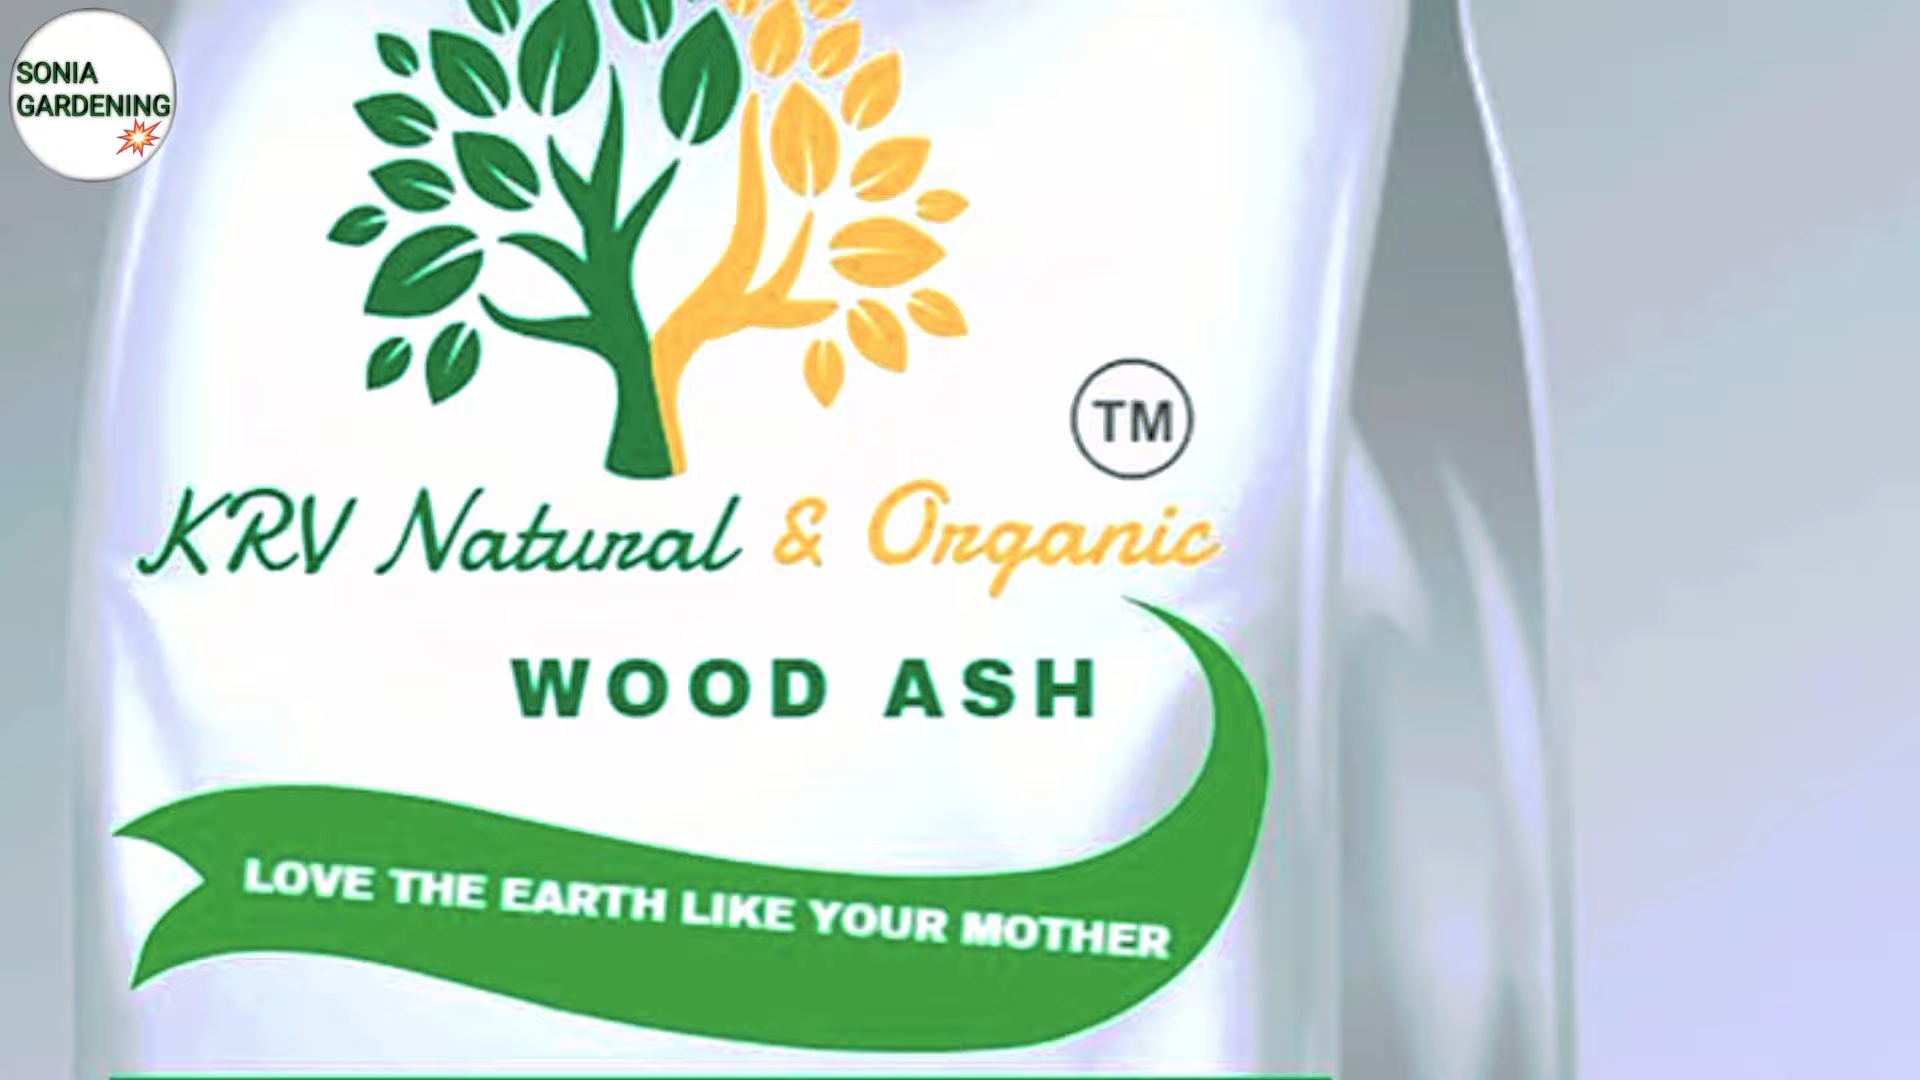 SONIA
GARDENING
TM
KRV Natural & Organic
WOOD ASH
LOVE THE EARTH LIKE YOUR MOTHER